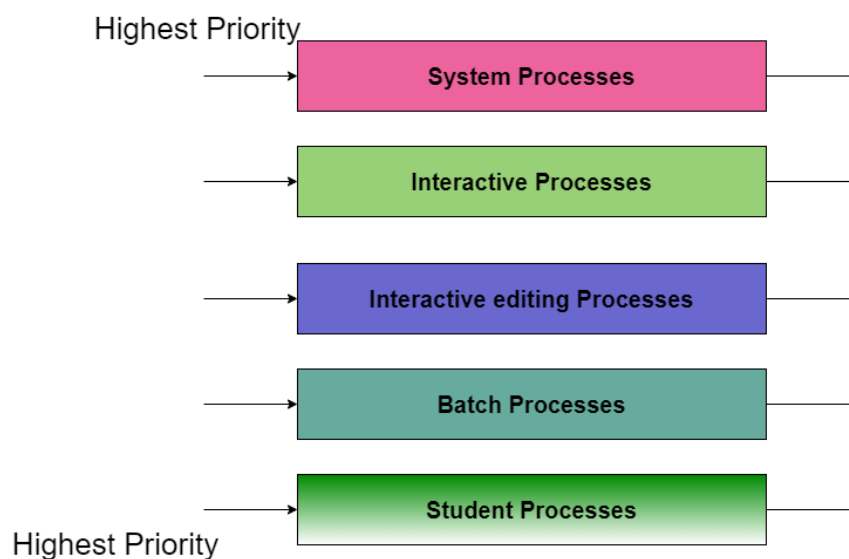 Highest Priority
System Processes
Interactive Processes
Interactive editing Processes
Batch Processes
Student Processes
Highest Priority